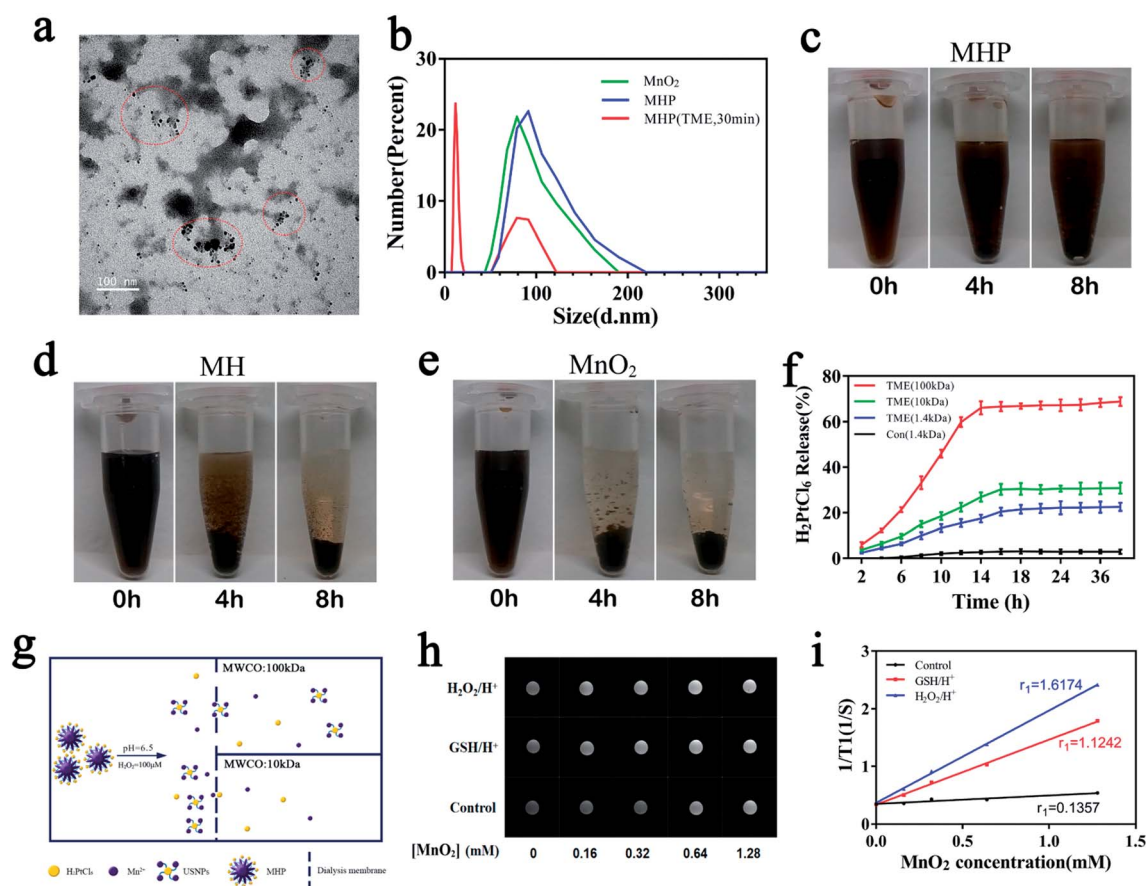 a
100 nm
b
Number(Percent)
30
20
10
0
MnO₂
MHP
MHP(TME,30min)
0
100
200
300
Size(d.nm)
c
MHP
0h
4h
8h
d
MH
0h
4h
8h
e
MnO₂
0h
4h
8h
f
H₂PtCl₆ Release(%)
80
60
40
20
0
TME(100kDa)
TME(10kDa)
TME(1.4kDa)
Con(1.4kDa)
2
6
10
14
18
24
36
Time (h)
g
MWCO:100kDa
pH=6.5
H₂O₂=100μM
MWCO:10kDa
H₂PtCl₆
Mn²⁺
USNPs
MHP
Dialysis membrane
h
H₂O₂/H⁺
GSH/H⁺
Control
[MnO₂] (mM)
0
0.16
0.32
0.64
1.28
i
1/T1(1/S)
3
2
1
0
Control
GSH/H⁺
H₂O₂/H⁺
r₁=1.6174
r₁=1.1242
r₁=0.1357
0.0
0.5
1.0
1.5
MnO₂ concentration(mM)